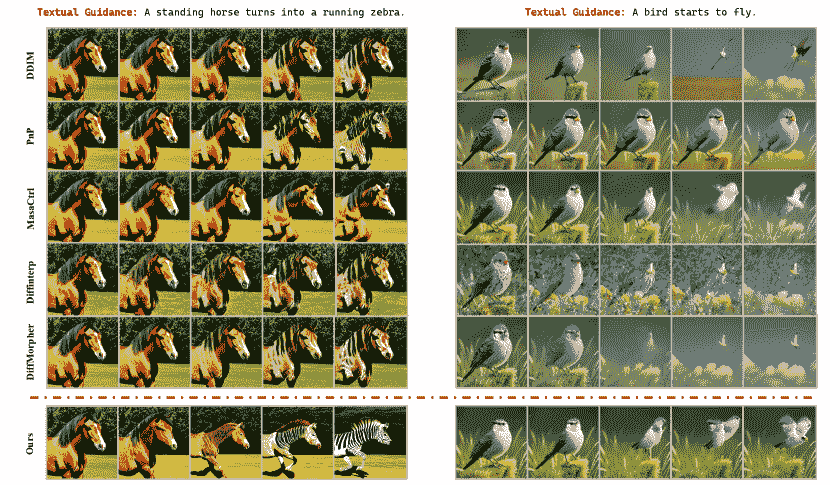 Textual Guidance: A standing horse turns into a running zebra.
Textual Guidance: A bird starts to fly.
DDIM
PnP
MasaCtrl
Diffinterp
DiffMorpher
Ours